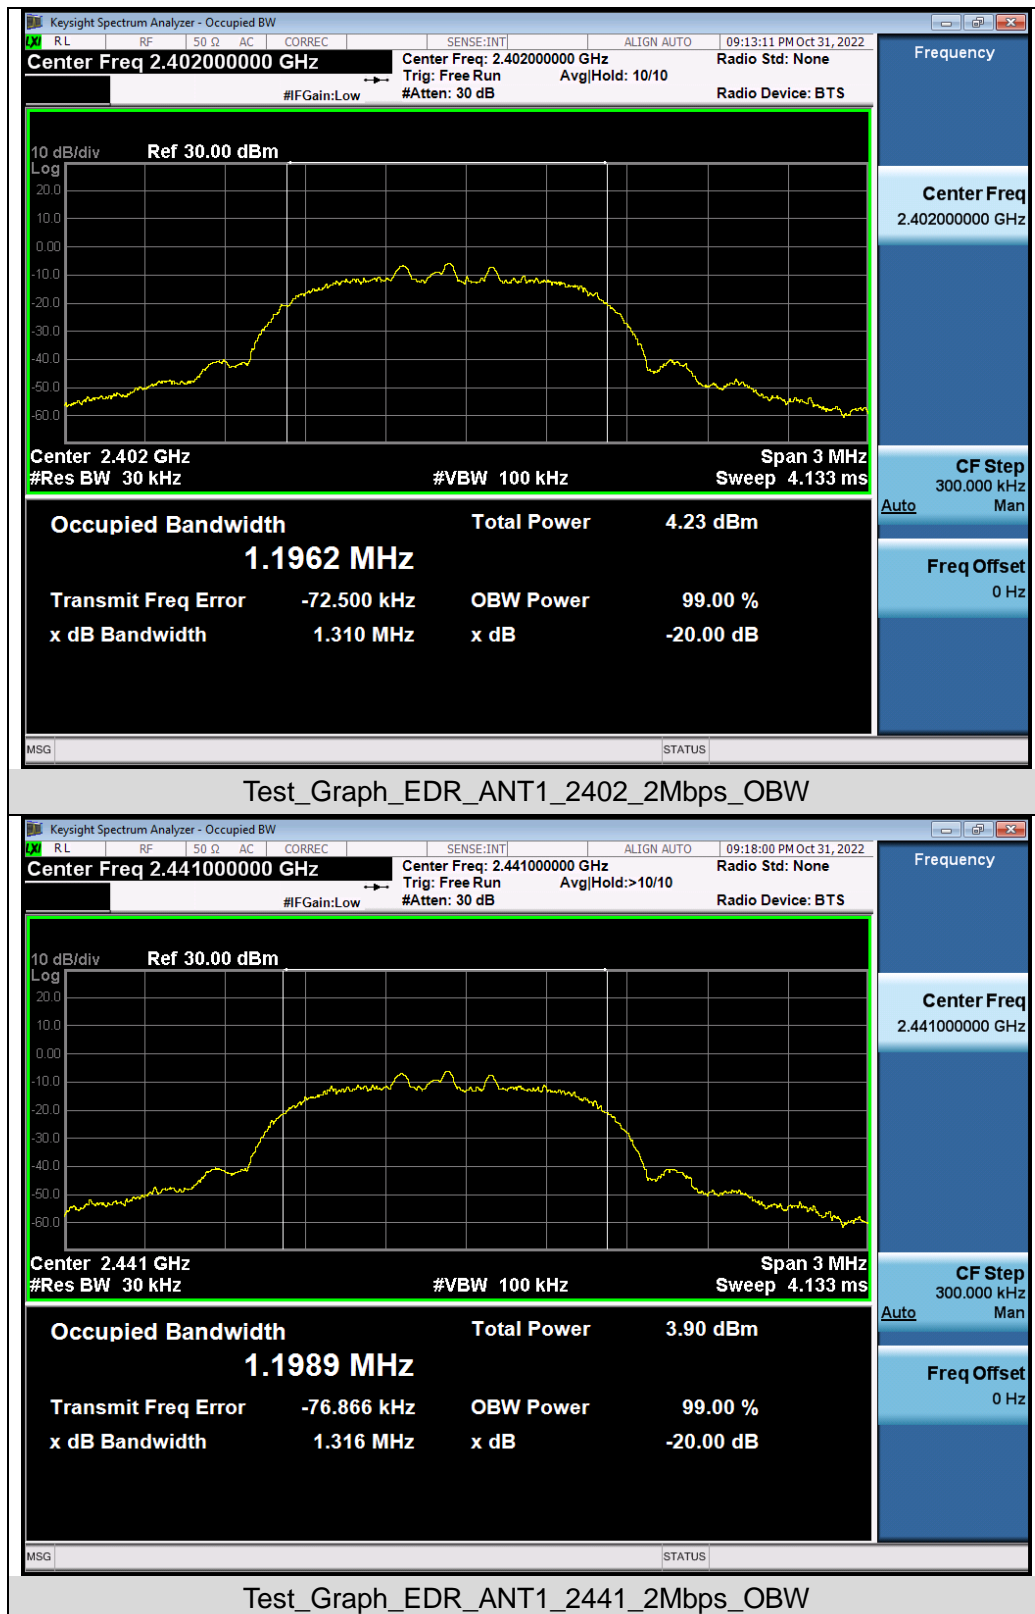 Keysight Spectrum Analyzer - Occupied BW
LXI RL RF 50 Ω AC CORREC SENSE:INT ALIGN AUTO 09:13:11 PM Oct 31, 2022
Center Freq 2.402000000 GHz Center Freq: 2.402000000 GHz Radio Std: None Frequency
Trig: Free Run Avg|Hold: 10/10
#IFGain:Low #Atten: 30 dB Radio Device: BTS
10 dB/div Ref 30.00 dBm
Log
20.0
10.0
0.00
-10.0
-20.0
-30.0
-40.0
-50.0
-60.0
Center 2.402 GHz Span 3 MHz
#Res BW 30 kHz #VBW 100 kHz Sweep 4.133 ms
Center Freq
2.402000000 GHz
CF Step
300.000 kHz
Auto Man
Freq Offset
0 Hz
Occupied Bandwidth Total Power 4.23 dBm
1.1962 MHz
Transmit Freq Error -72.500 kHz OBW Power 99.00 %
x dB Bandwidth 1.310 MHz x dB -20.00 dB
MSG STATUS
Test_Graph_EDR_ANT1_2402_2Mbps_OBW
Keysight Spectrum Analyzer - Occupied BW
LXI RL RF 50 Ω AC CORREC SENSE:INT ALIGN AUTO 09:18:00 PM Oct 31, 2022
Center Freq 2.441000000 GHz Center Freq: 2.441000000 GHz Radio Std: None Frequency
Trig: Free Run Avg|Hold:>10/10
#IFGain:Low #Atten: 30 dB Radio Device: BTS
10 dB/div Ref 30.00 dBm
Log
20.0
10.0
0.00
-10.0
-20.0
-30.0
-40.0
-50.0
-60.0
Center 2.441 GHz Span 3 MHz
#Res BW 30 kHz #VBW 100 kHz Sweep 4.133 ms
Center Freq
2.441000000 GHz
CF Step
300.000 kHz
Auto Man
Freq Offset
0 Hz
Occupied Bandwidth Total Power 3.90 dBm
1.1989 MHz
Transmit Freq Error -76.866 kHz OBW Power 99.00 %
x dB Bandwidth 1.316 MHz x dB -20.00 dB
MSG STATUS
Test_Graph_EDR_ANT1_2441_2Mbps_OBW